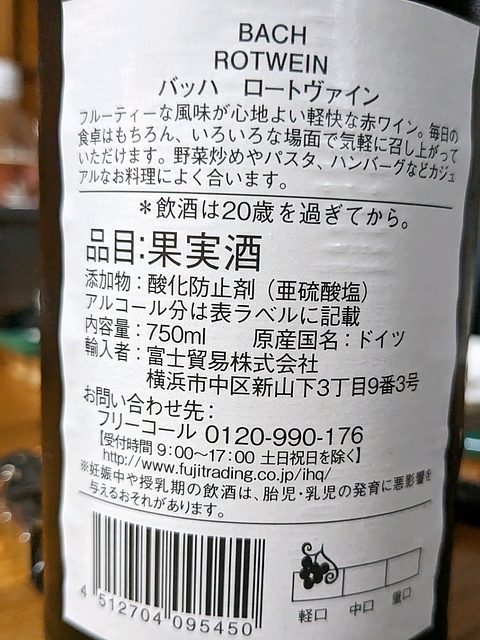 BACH
ROTWEIN
バッハ ロートヴァイン
フルーティーな風味が心地よい軽快な赤ワイン。毎日の
食卓はもちろん、いろいろな場面で気軽に召し上がって
いただけます。野菜炒めやパスタ、ハンバーグなどカジュ
アルなお料理によく合います。
＊飲酒は20歳を過ぎてから。
品目:果実酒
添加物：酸化防止剤（亜硫酸塩）
アルコール分は表ラベルに記載
内容量：750ml 原産国名：ドイツ
輸入者：富士貿易株式会社
横浜市中区新山下3丁目9番3号
お問い合わせ先：
フリーコール 0120-990-176
【受付時間 9：00〜17：00 土日祝日を除く】
http://www.fujitrading.co.jp/ihq/
※妊娠中や授乳期の飲酒は、胎児・乳児の発育に悪影響を
与えるおそれがあります。
4 512704 095450
軽口 中口 重口